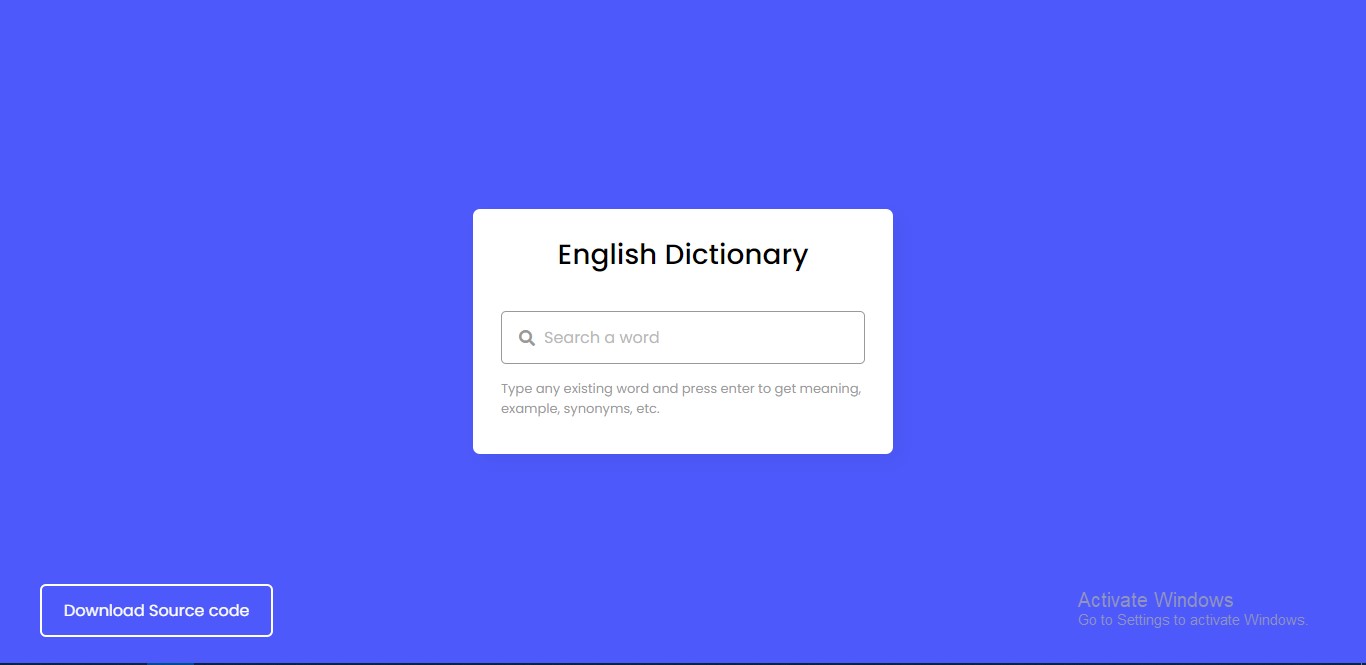 English Dictionary
Search a word
Type any existing word and press enter to get meaning,
example, synonyms, etc.
Download Source code
Activate Windows
Go to Settings to activate Windows.